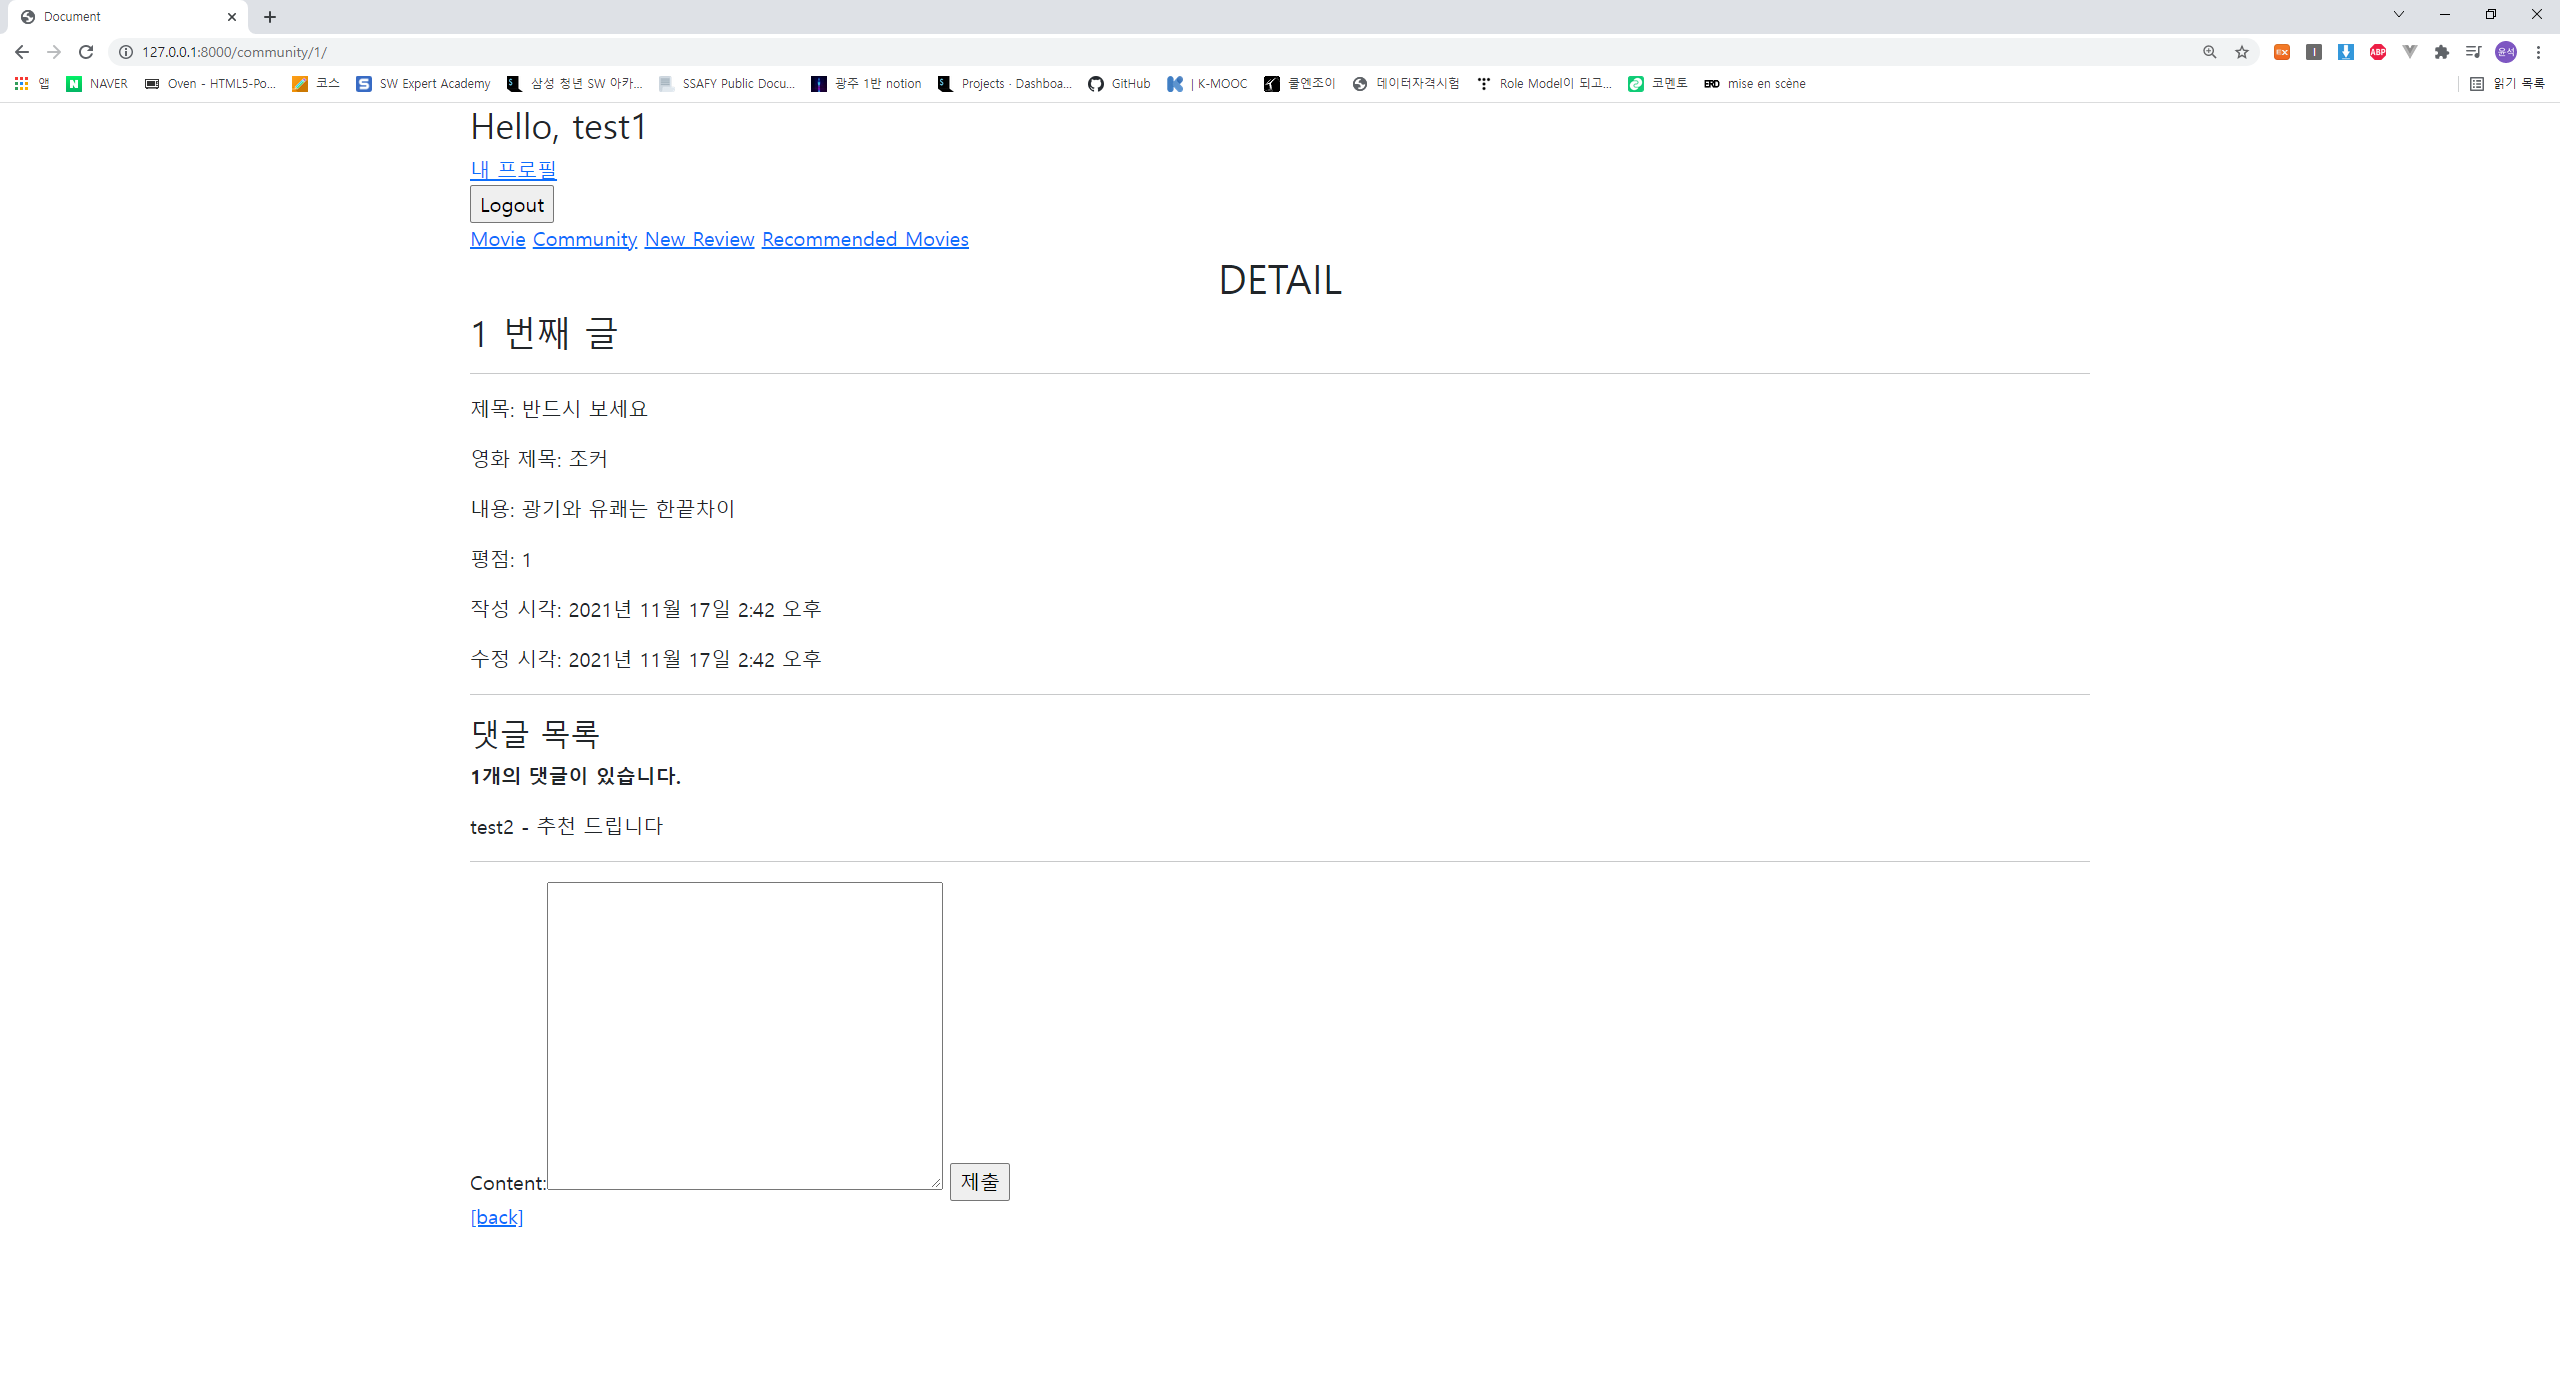 Document
127.0.0.1:8000/community/1/
EX
ABP
윤석
앱 NAVER Oven - HTML5-Po... 코스 SW Expert Academy 삼성 청년 SW 아카... SSAFY Public Docu... 광주 1반 notion Projects · Dashboa... GitHub | K-MOOC 쿨엔조이 데이터자격시험 Role Model이 되고... 코멘토 ERD mise en scène 읽기 목록
Hello, test1
내 프로필
Logout
Movie Community New Review Recommended Movies
DETAIL
1 번째 글
제목: 반드시 보세요
영화 제목: 조커
내용: 광기와 유쾌는 한끝차이
평점: 1
작성 시각: 2021년 11월 17일 2:42 오후
수정 시각: 2021년 11월 17일 2:42 오후
댓글 목록
1개의 댓글이 있습니다.
test2 - 추천 드립니다
Content: 제출
[back]